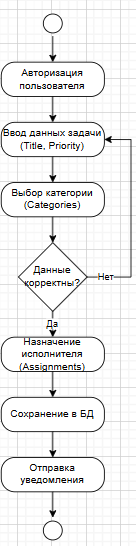 Авторизация
пользователя
Ввод данных задачи
(Title, Priority)
Выбор категории
(Categories)
Данные
корректны?
Нет
Да
Назначение
исполнителя
(Assignments)
Сохранение в БД
Отправка
уведомления